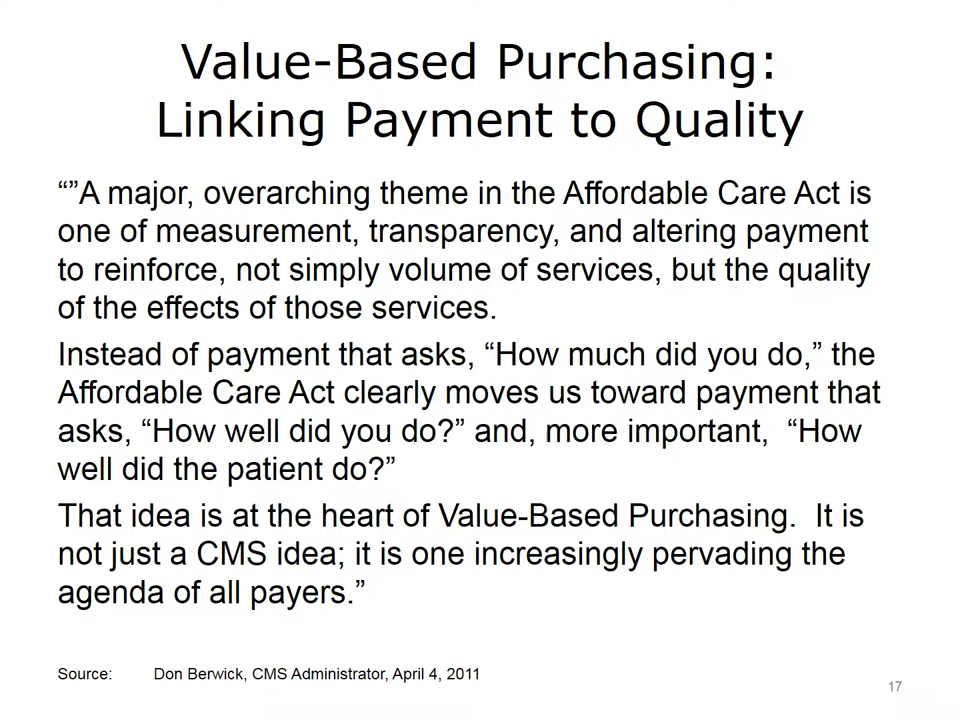 Value-Based Purchasing:
Linking Payment to Quality
“”A major, overarching theme in the Affordable Care Act is
one of measurement, transparency, and altering payment
to reinforce, not simply volume of services, but the quality
of the effects of those services.
Instead of payment that asks, “How much did you do,” the
Affordable Care Act clearly moves us toward payment that
asks, “How well did you do?” and, more important,  “How
well did the patient do?”
That idea is at the heart of Value-Based Purchasing.  It is
not just a CMS idea; it is one increasingly pervading the
agenda of all payers.”
Source: Don Berwick, CMS Administrator, April 4, 2011
17